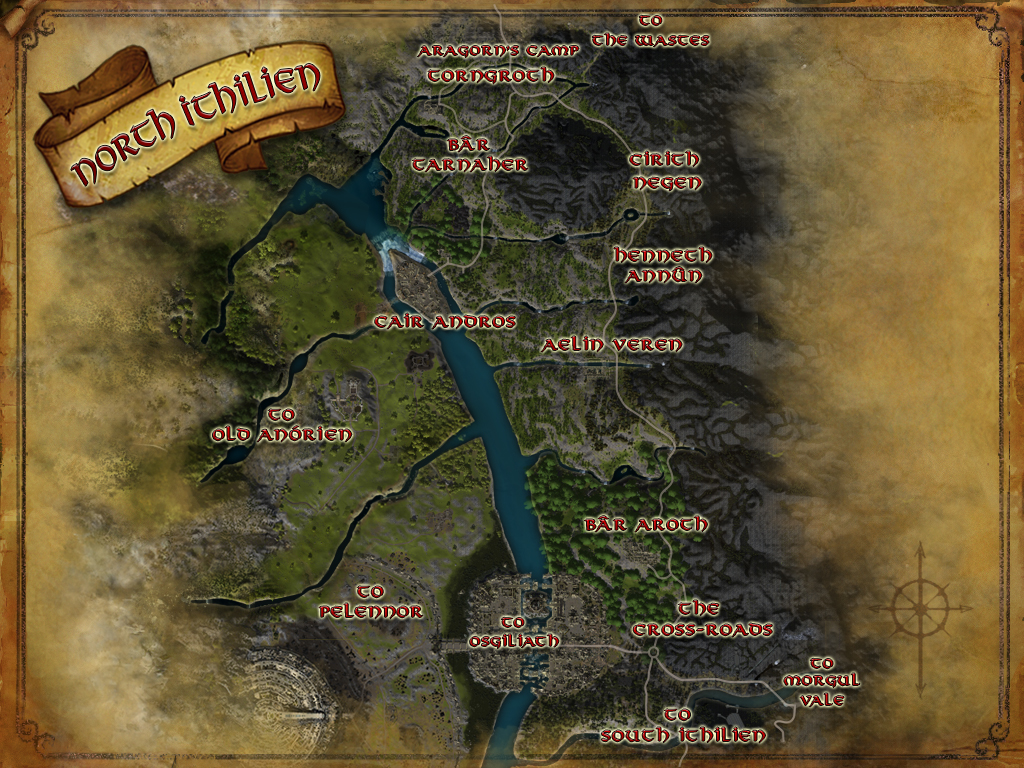 NORTH ITHILIEN
TO
THE WASTES
ARAGORN'S CAMP
TORNGROTH
BÂR
TARNAHER
CIRITH
NEGEN
HENNETH
ANNÛN
CAIR ANDROS
AELIN VEREN
TO
OLD ANÓRIEN
BÂR AROTH
TO
PELENNOR
TO
OSGILIATH
THE
CROSS-ROADS
TO
MORGUL
VALE
TO
SOUTH ITHILIEN